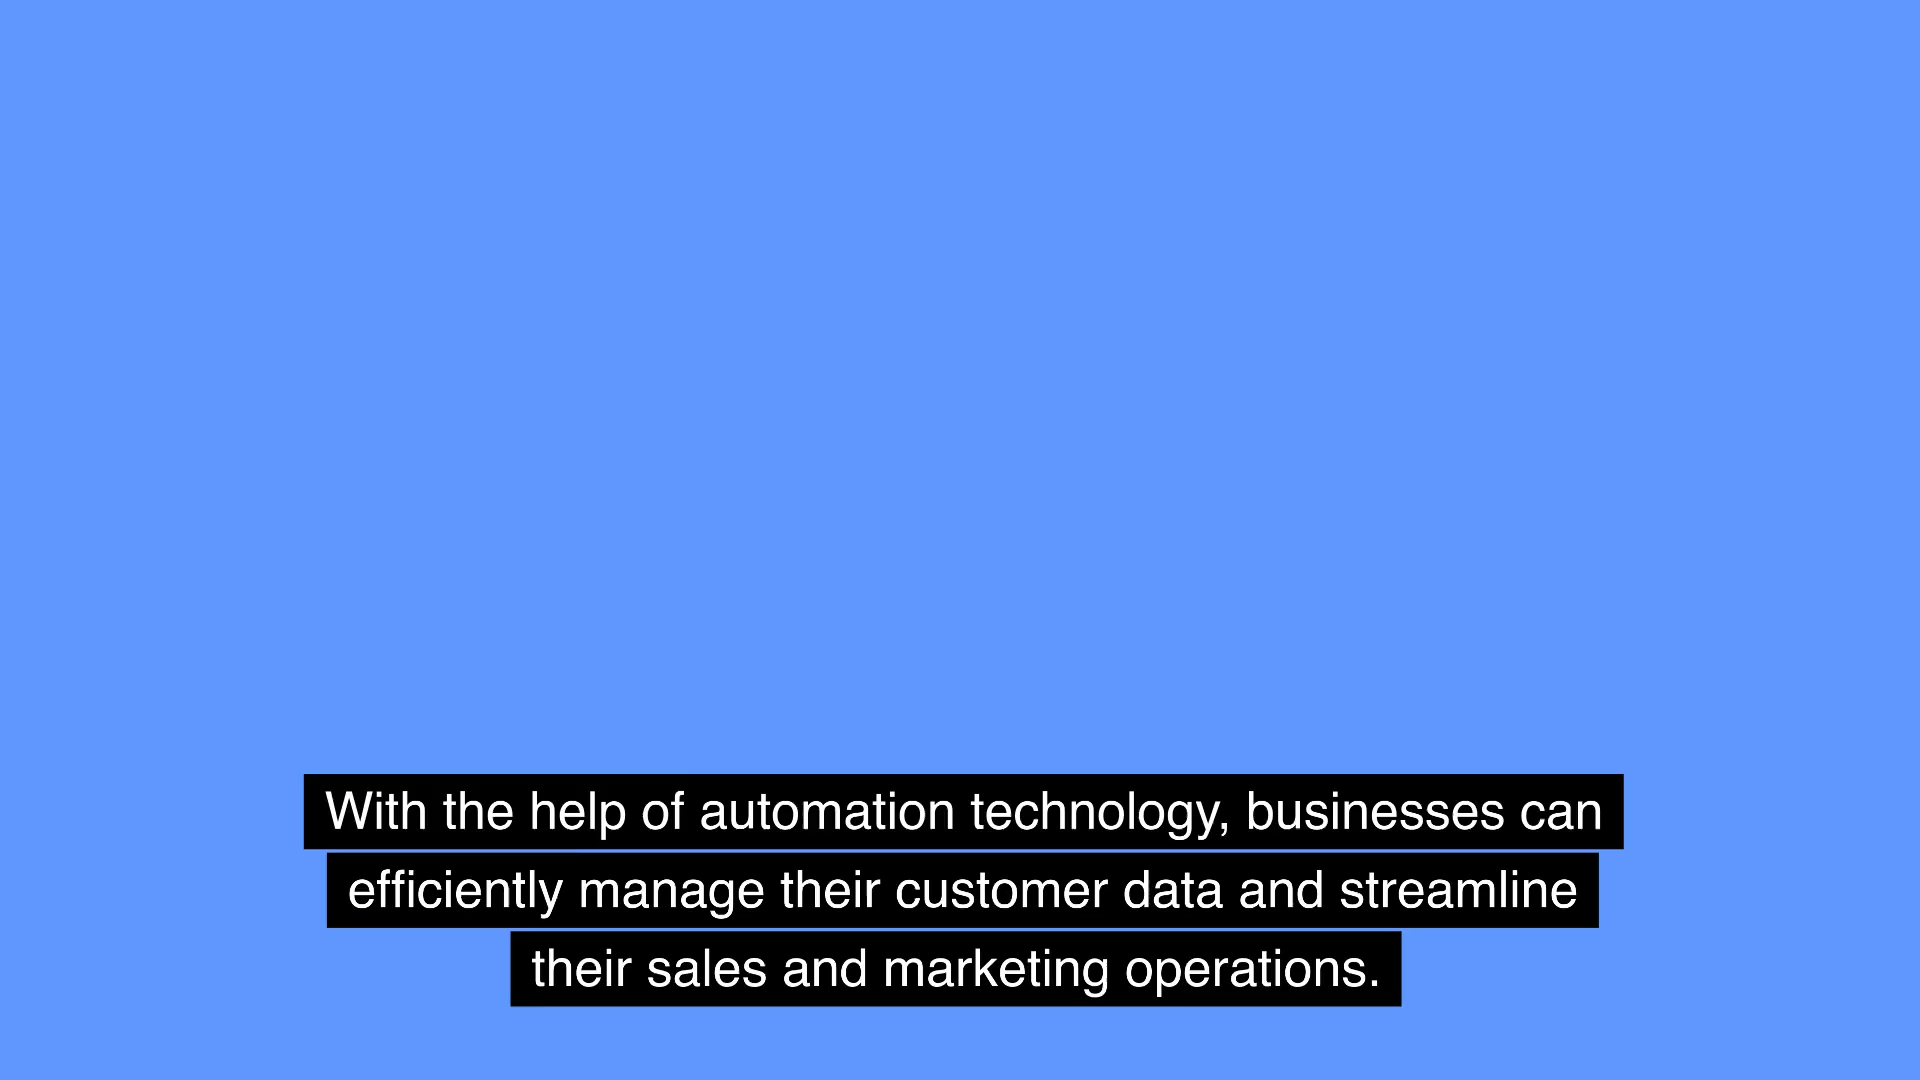 With the help of automation technology, businesses can
efficiently manage their customer data and streamline
their sales and marketing operations.